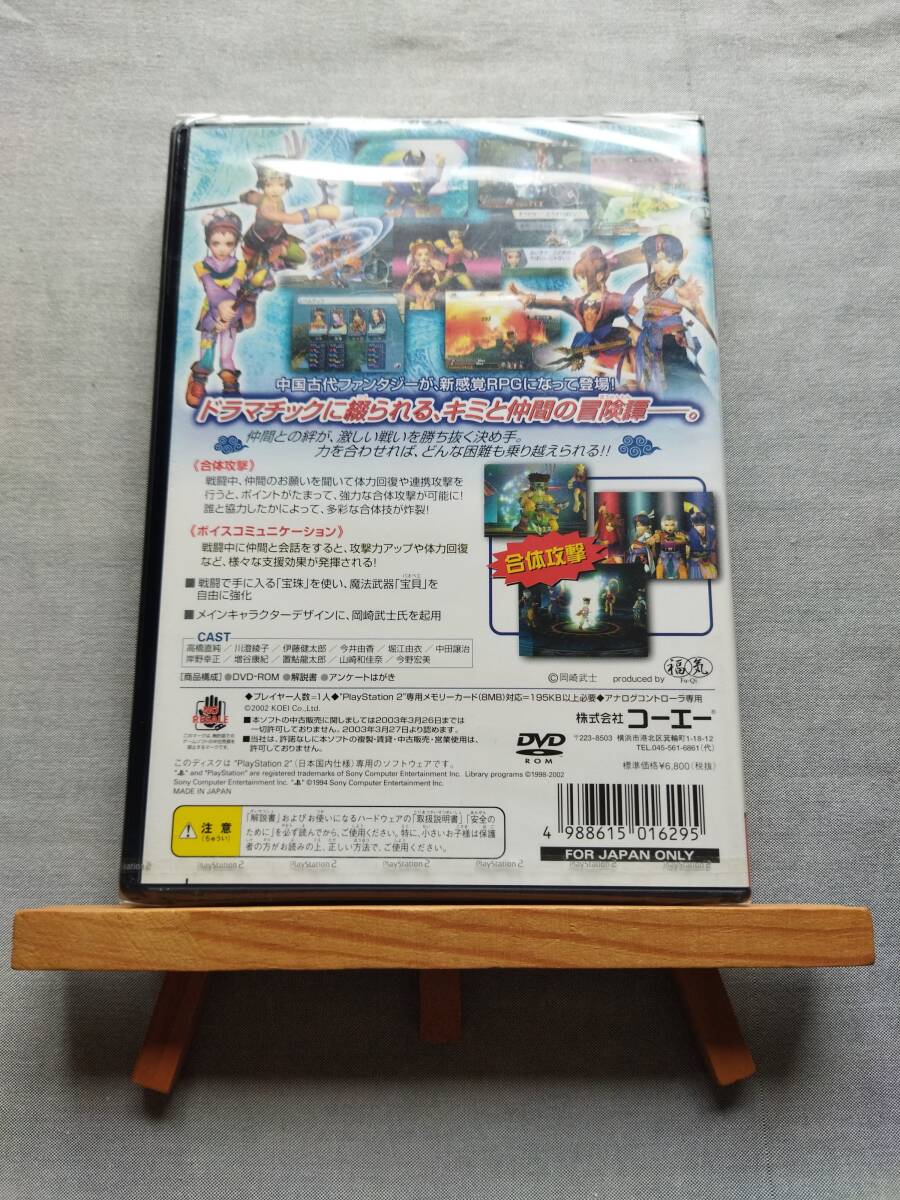 中国古代ファンタジーが、新感覚RPGになって登場!
ドラマチックに綴られる、キミと仲間の冒険譚――。
仲間との絆が、激しい戦いを勝ち抜く決め手。
力を合わせれば、どんな困難も乗り越えられる!!
《合体攻撃》
戦闘中、仲間のお願いを聞いて体力回復や連携攻撃を
行うと、ポイントがたまって、強力な合体攻撃が可能に!
誰と協力したかによって、多彩な合体技が炸裂!
《ボイスコミュニケーション》
戦闘中に仲間と会話をすると、攻撃力アップや体力回復
など、様々な支援効果が発揮される!
■戦闘で手に入る「宝珠」を使い、魔法武器「宝貝」を
自由に強化
■メインキャラクターデザインに、岡崎武士氏を起用
合体攻撃
CAST
高橋直純/川澄綾子/伊藤健太郎/今井由香/堀江由衣/中田譲治
岸野幸正/増谷康紀/置鮎龍太郎/山崎和佳奈/今野宏美
[商品構成]●DVD-ROM ●解説書●アンケートはがき
©岡崎武士 produced by 福気 Fu-Qi
◆プレイヤー人数=1人◆"PlayStation 2"専用メモリーカード(8MB)対応=195KB以上必要◆アナログコントローラ専用
©2002 KOEI Co.,Ltd.
■本ソフトの中古販売に関しましては2003年3月26日までは
一切許可しておりません。2003年3月27日より認めます。
■当社は、許諾なしに本ソフトの複製・賃貸・中古販売・営業使用は、
許可しておりません。
NO RESALE
DVD ROM
株式会社 コーエー®
〒223-8503 横浜市港北区箕輪町1-18-12
TEL.045-561-6861(代)
標準価格¥6,800(税抜)
このディスクは"PlayStation 2"(日本国内仕様)専用のソフトウェアです。
" " and "PlayStation" are registered trademarks of Sony Computer Entertainment Inc. Library programs ©1998-2002
Sony Computer Entertainment Inc. " " ©1994 Sony Computer Entertainment Inc.
MADE IN JAPAN
注意
(ちゅうい)
「解説書」およびお使いになるハードウェアの「取扱説明書」「安全の
ために」を必ず読んでから、ご使用ください。特に、小さいお子様は保護
者の方がお読みの上、正しい方法で、ご使用ください。
4 988615 016295
FOR JAPAN ONLY
PlayStation 2 PlayStation 2 PlayStation 2 PlayStation 2 PlayStation 2